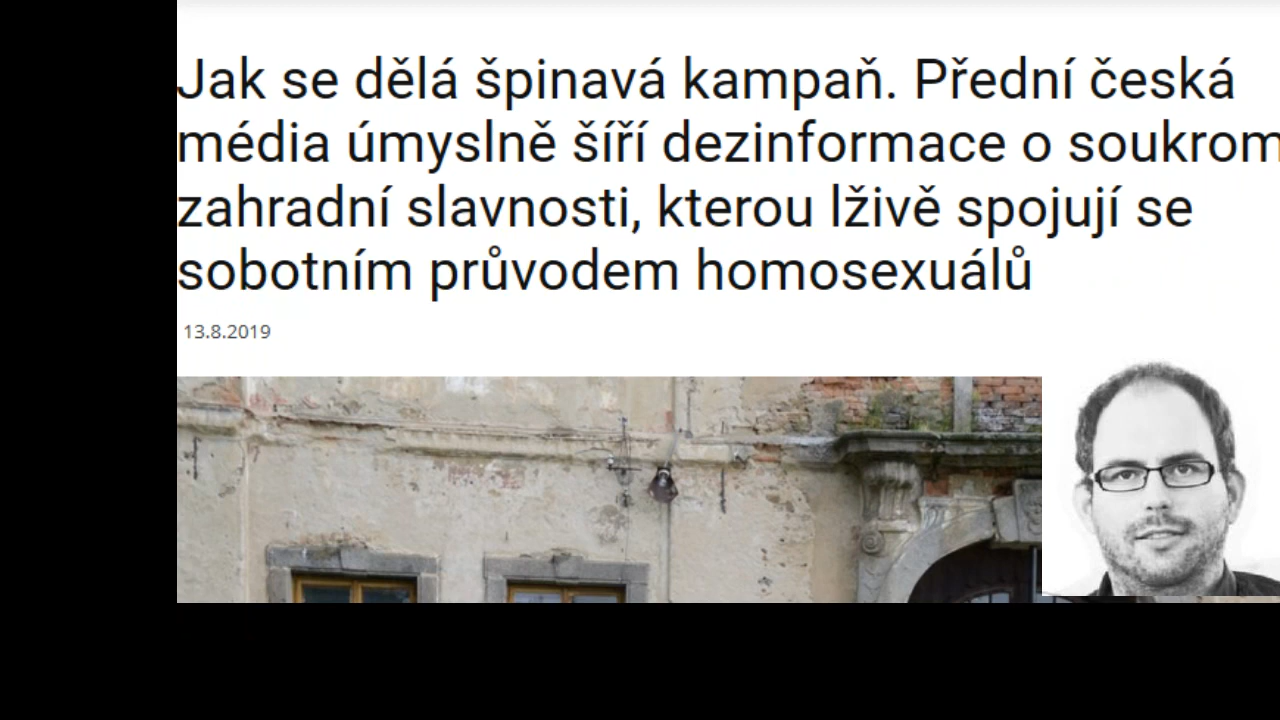 Jak se dělá špinavá kampaň. Přední česká
média úmyslně šíří dezinformace o soukrom
zahradní slavnosti, kterou lživě spojují se
sobotním průvodem homosexuálů
13.8.2019